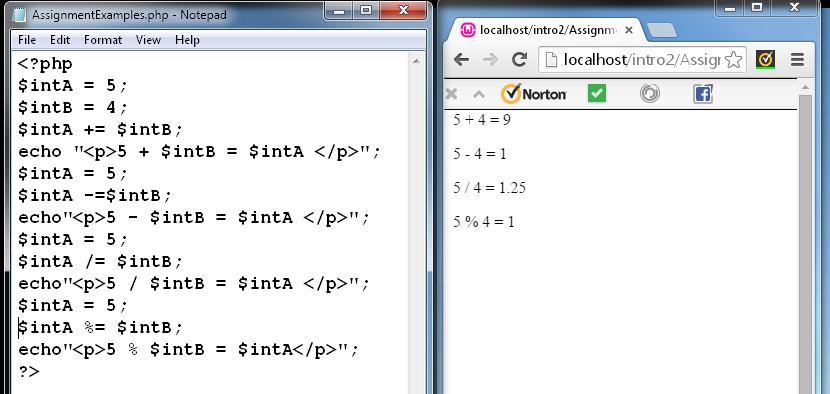 AssignmentExamples.php - Notepad
File Edit Format View Help
<?php
$intA = 5;
$intB = 4;
$intA += $intB;
echo "<p>5 + $intB = $intA </p>";
$intA = 5;
$intA -=$intB;
echo"<p>5 - $intB = $intA </p>";
$intA = 5;
$intA /= $intB;
echo"<p>5 / $intB = $intA </p>";
$intA = 5;
$intA %= $intB;
echo"<p>5 % $intB = $intA</p>";
?>
localhost/intro2/Assignm
localhost/intro2/Assigr
Norton
5 + 4 = 9
5 - 4 = 1
5 / 4 = 1.25
5 % 4 = 1